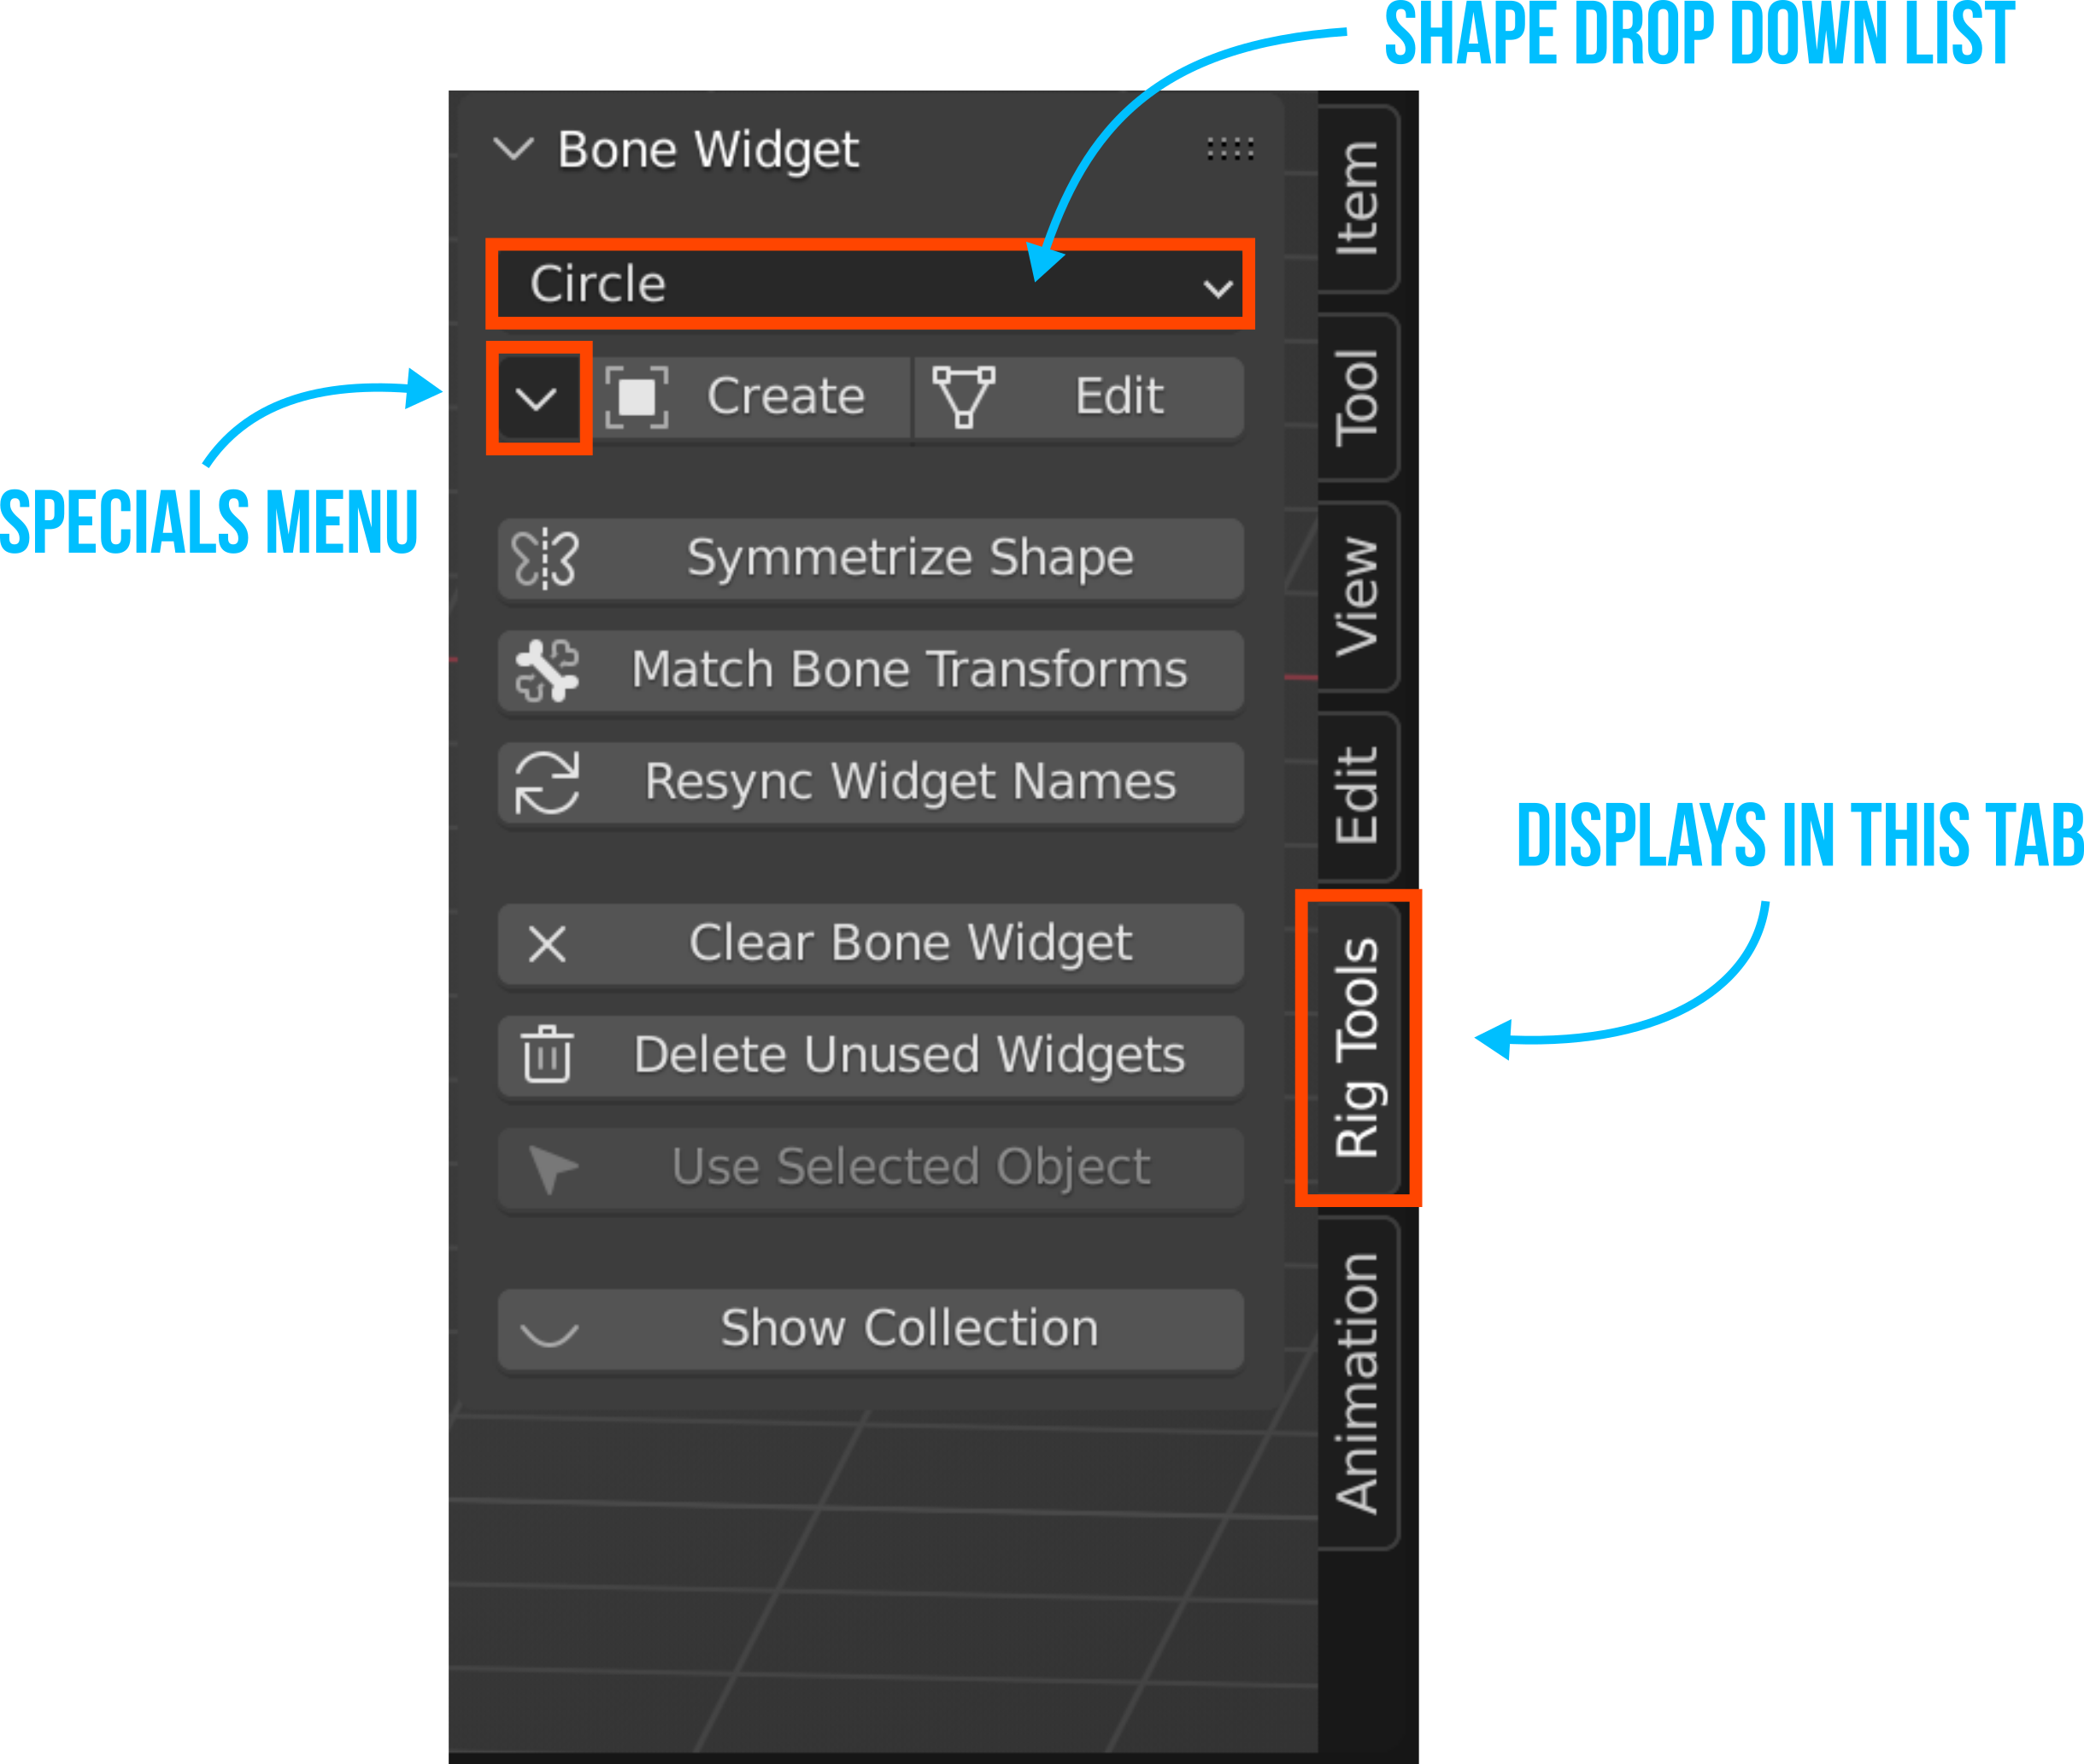 SHAPE DROP DOWN LIST
Bone Widget
Circle
Create
Edit
SPECIALS MENU
Symmetrize Shape
Match Bone Transforms
Resync Widget Names
Clear Bone Widget
Delete Unused Widgets
Use Selected Object
Show Collection
Item
Tool
View
Edit
Rig Tools
Animation
DISPLAYS IN THIS TAB